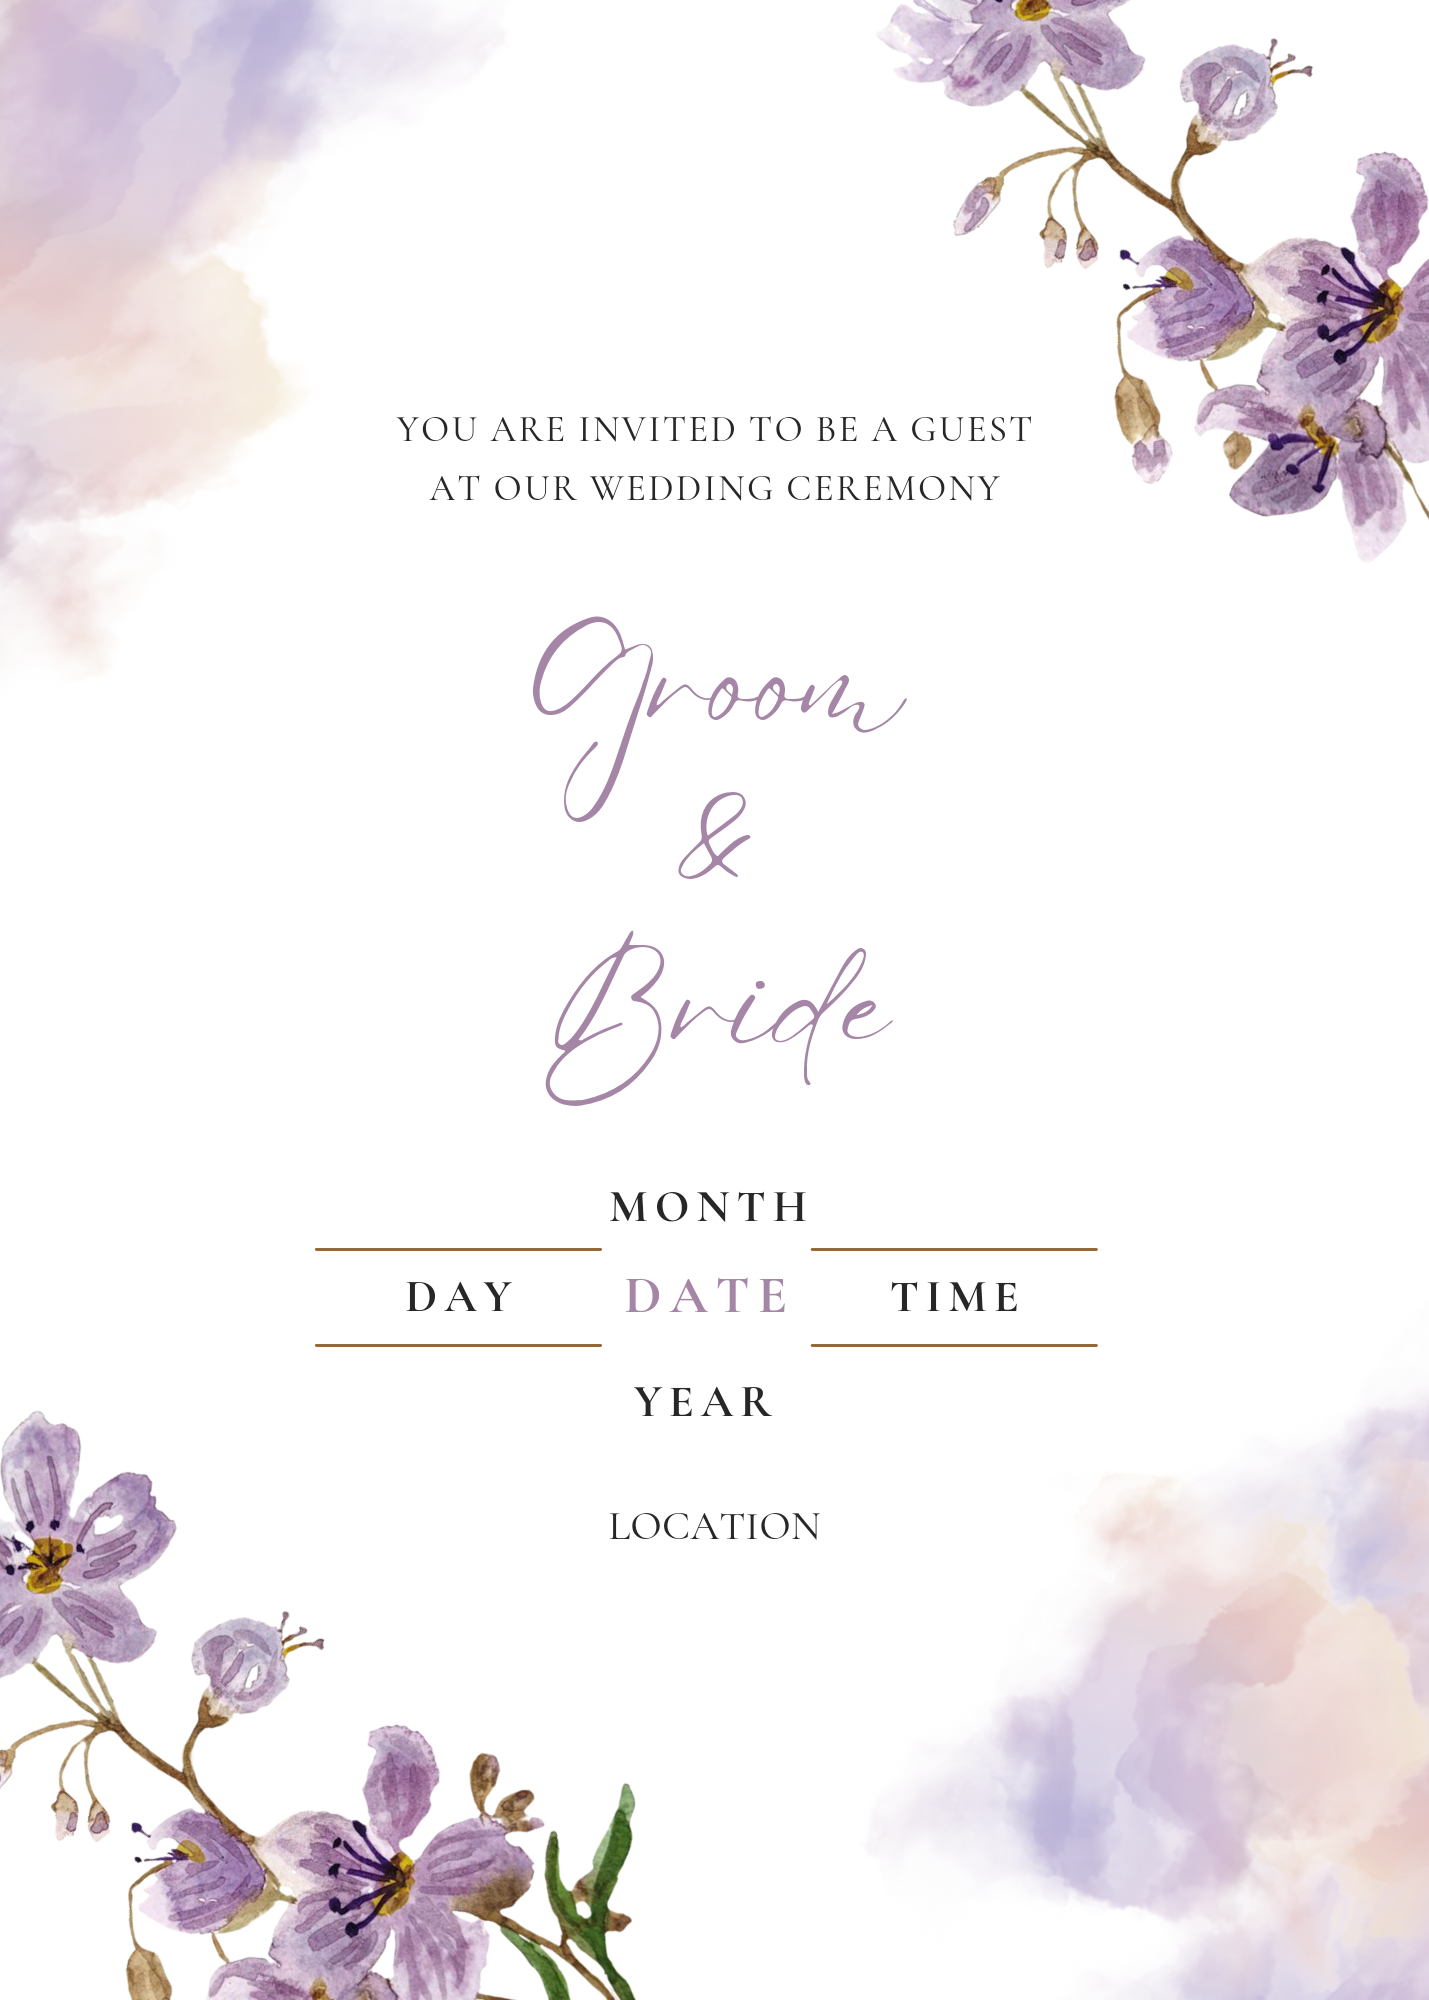 YOU ARE INVITED TO BE A GUEST
AT OUR WEDDING CEREMONY
Groom
&
Bride
MONTH
DAY DATE TIME
YEAR
LOCATION